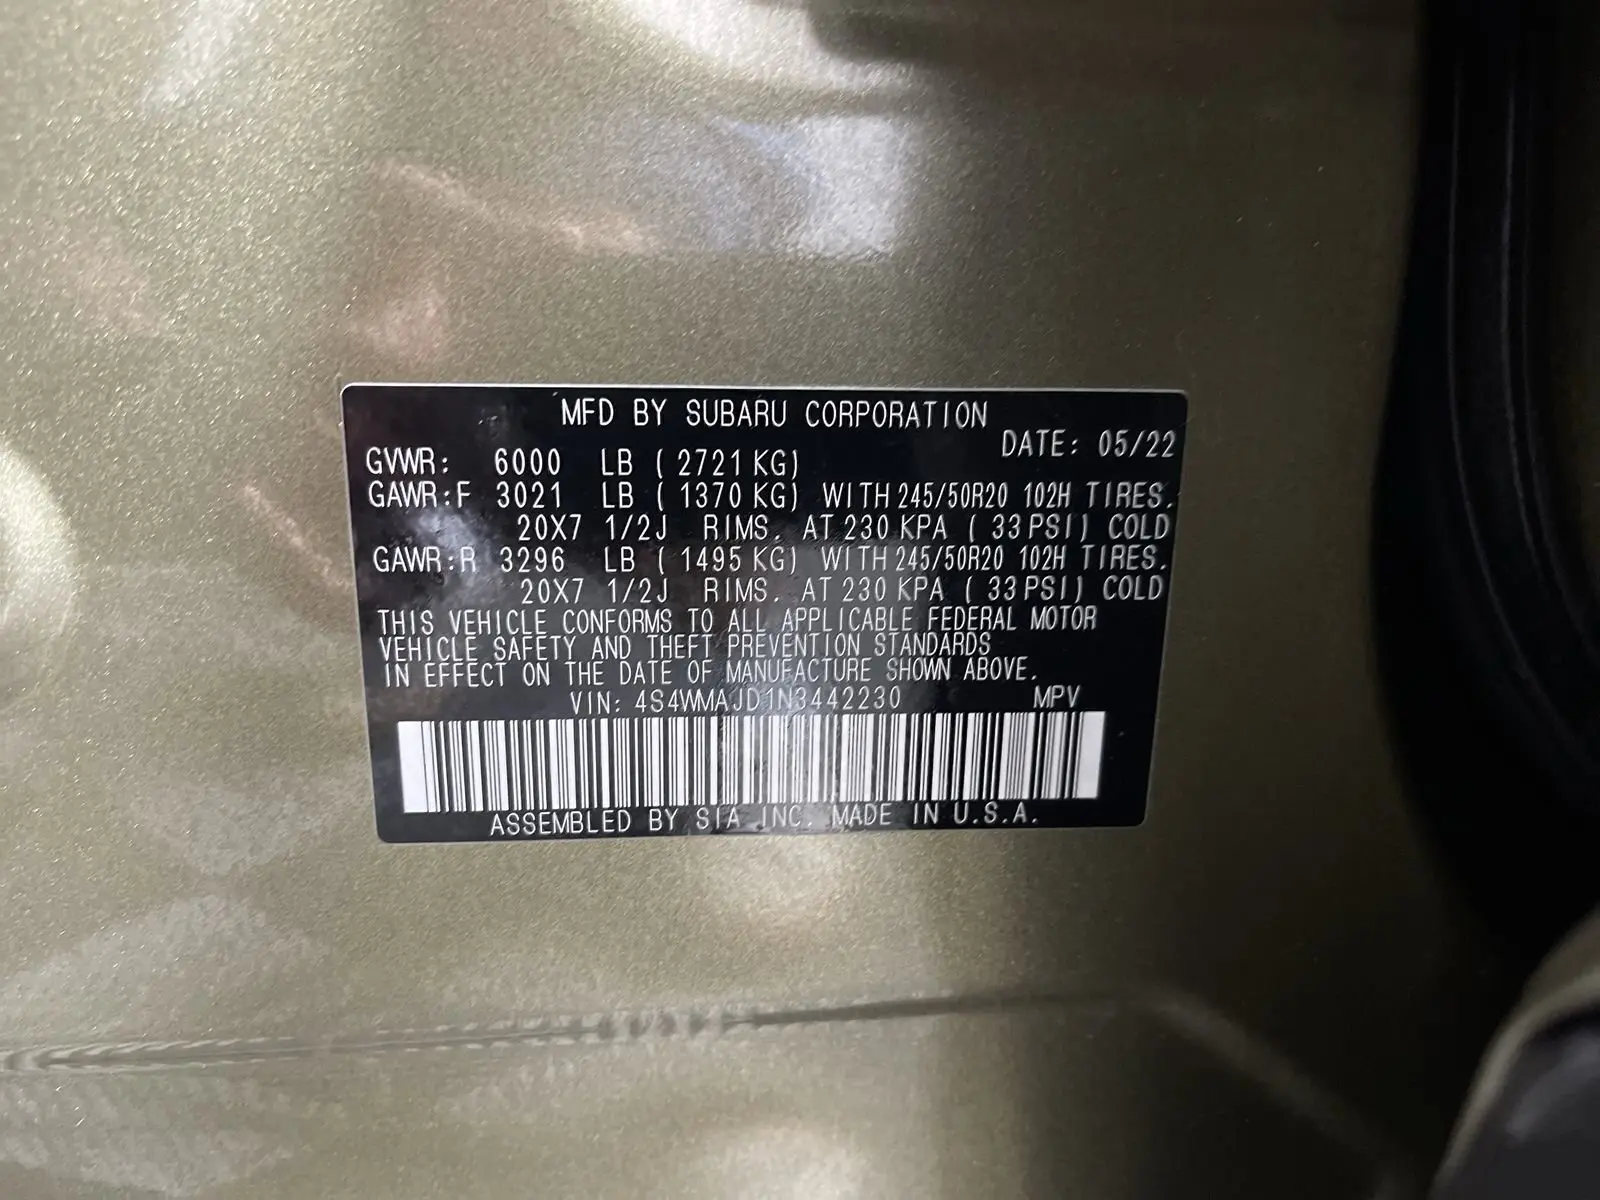 MFD BY SUBARU CORPORATION
DATE: 05/22
GVWR: 6000 LB ( 2721 KG)
GAWR:F 3021 LB ( 1370 KG) WITH 245/50R20 102H TIRES.
20X7 1/2J RIMS. AT 230 KPA ( 33 PSI) COLD
GAWR:R 3296 LB ( 1495 KG) WITH 245/50R20 102H TIRES.
20X7 1/2J RIMS. AT 230 KPA ( 33 PSI) COLD
THIS VEHICLE CONFORMS TO ALL APPLICABLE FEDERAL MOTOR
VEHICLE SAFETY AND THEFT PREVENTION STANDARDS
IN EFFECT ON THE DATE OF MANUFACTURE SHOWN ABOVE.
VIN: 4S4WMAJD1N3442230 MPV
ASSEMBLED BY SIA INC. MADE IN U.S.A.